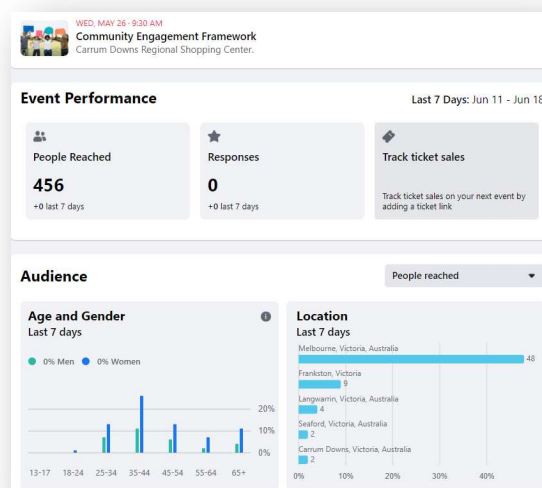 WED, MAY 26 · 9:30 AM
Community Engagement Framework
Carrum Downs Regional Shopping Center.
Event Performance
Last 7 Days: Jun 11 - Jun 18
People Reached
456
+0 last 7 days
Responses
0
+0 last 7 days
Track ticket sales
Track ticket sales on your next event by
adding a ticket link
Audience
People reached
Age and Gender
Last 7 days
0% Men
0% Women
20%
10%
0%
13-17 18-24 25-34 35-44 45-54 55-64 65+
Location
Last 7 days
Melbourne, Victoria, Australia
48
Frankston, Victoria
9
Langwarrin, Victoria, Australia
4
Seaford, Victoria, Australia
2
Carrum Downs, Victoria, Australia
2
0% 10% 20% 30% 40%